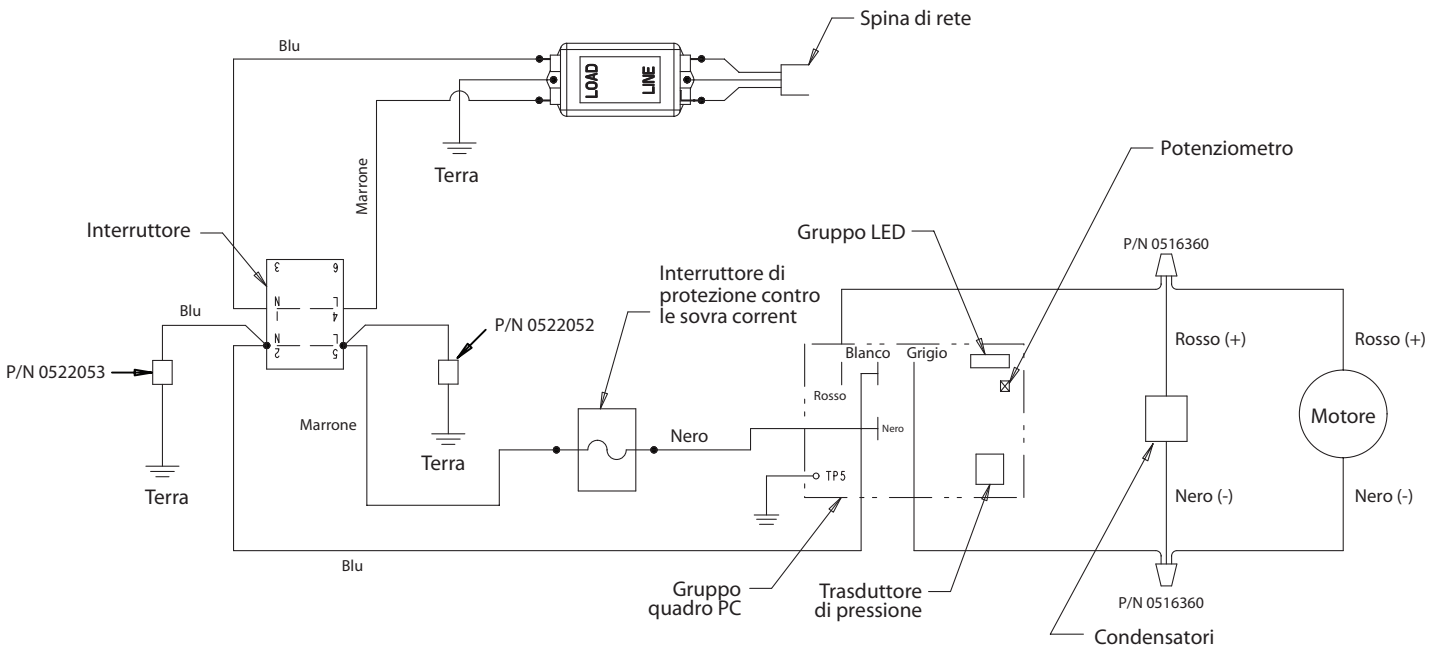 Spina di rete
Blu
LOAD
LINE
Terra
Marrone
Potenziometro
Interruttore
Gruppo LED
P/N 0516360
3
6
N
L
1
4
N
L
2
5
Blu
Interruttore di
protezione contro
le sovra corrent
P/N 0522052
P/N 0522053
Blanco
Grigio
Rosso (+)
Rosso (+)
Rosso
Marrone
Nero
Nero
Motore
Terra
Terra
TP5
Nero (-)
Nero (-)
Blu
Gruppo
quadro PC
Trasduttore
di pressione
P/N 0516360
Condensatori